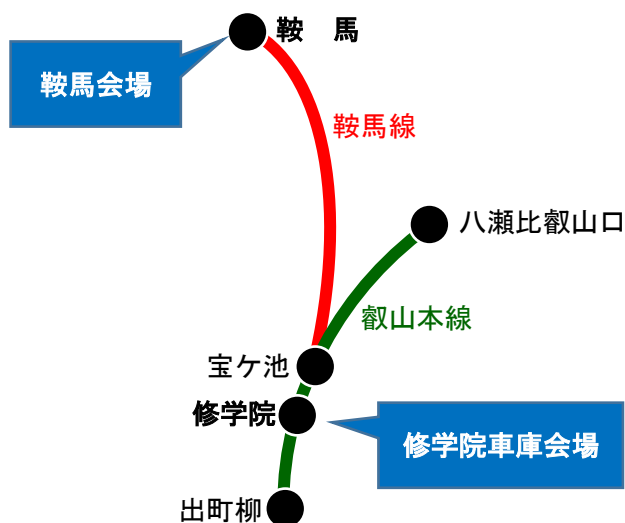 鞍　馬
鞍馬会場
鞍馬線
八瀬比叡山口
叡山本線
宝ケ池
修学院
修学院車庫会場
出町柳